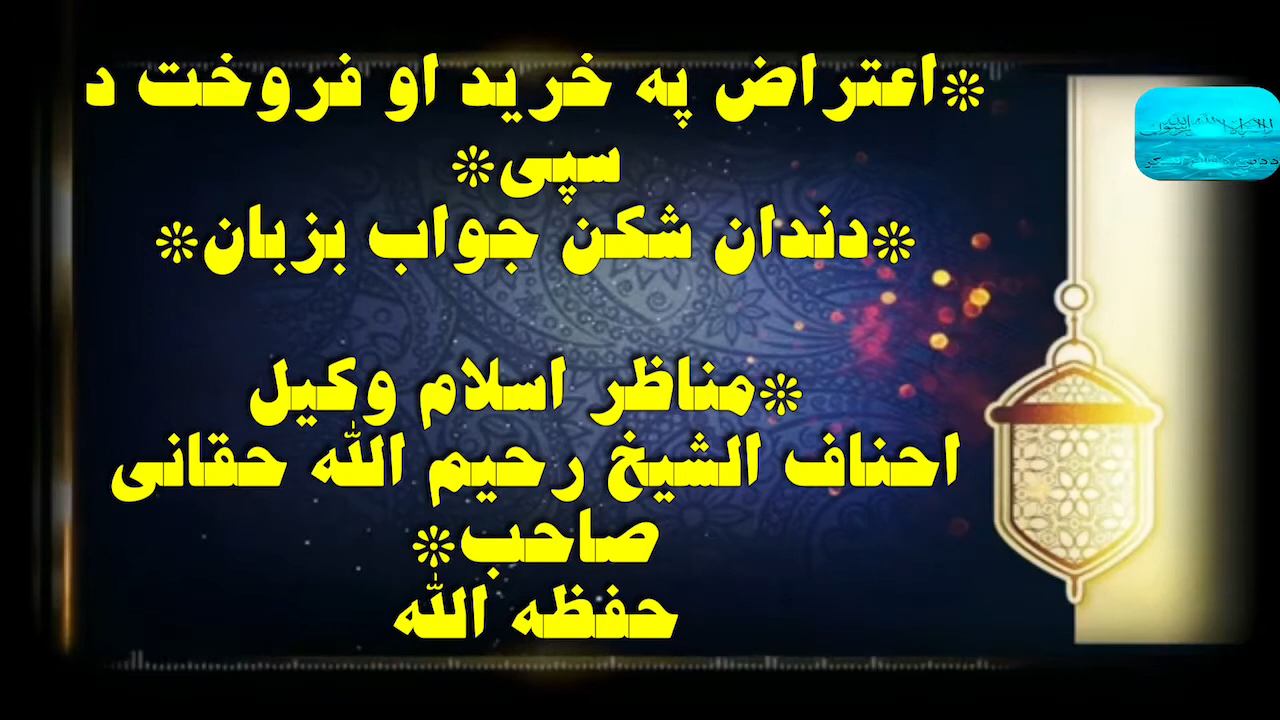 *اعتراض په خرید او فروخت د
سپی*
*دندان شکن جواب بزبان*
*مناظر اسلام وکیل
احناف الشیخ رحیم الله حقانی
صاحب*
حفظه الله